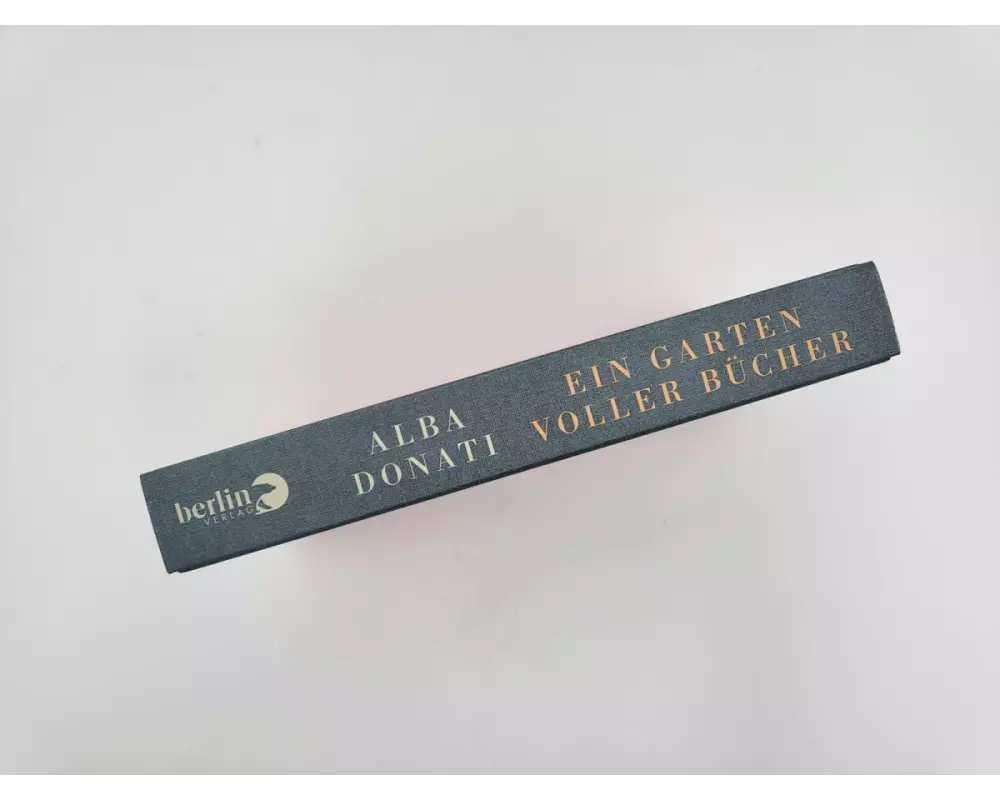 berlin
VERLAG
ALBA
DONATI
EIN GARTEN
VOLLER BÜCHER